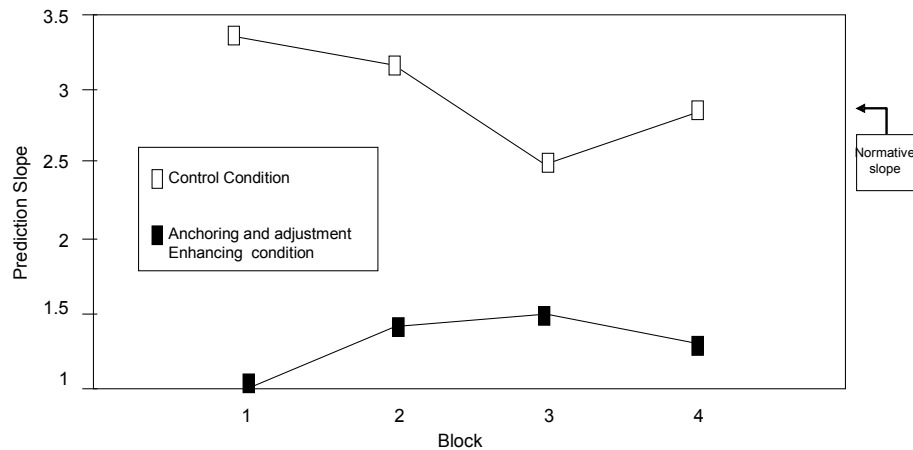 3.5
3
2.5
2
1.5
1
Prediction Slope
Control Condition
Anchoring and adjustment
Enhancing condition
Normative
slope
1 2 3 4
Block